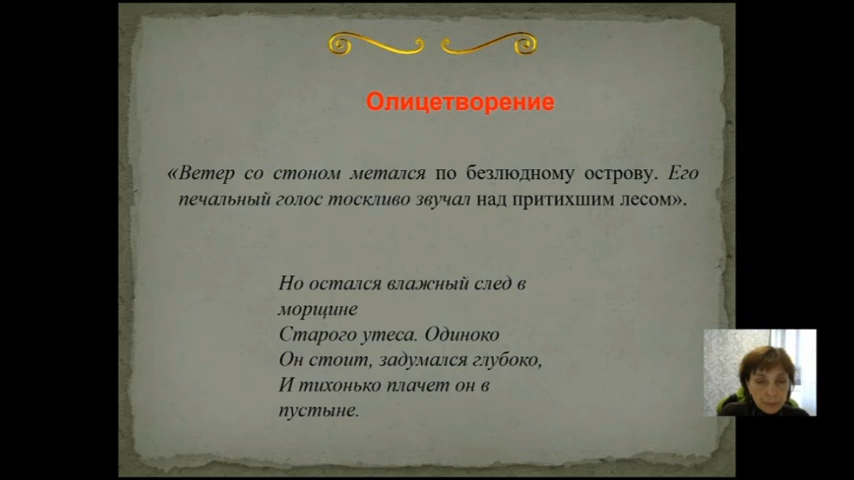 Олицетворение
«Ветер со стоном метался по безлюдному острову. Его
печальный голос тоскливо звучал над притихшим лесом».
Но остался влажный след в
морщине
Старого утеса. Одиноко
Он стоит, задумался глубоко,
И тихонько плачет он в
пустыне.